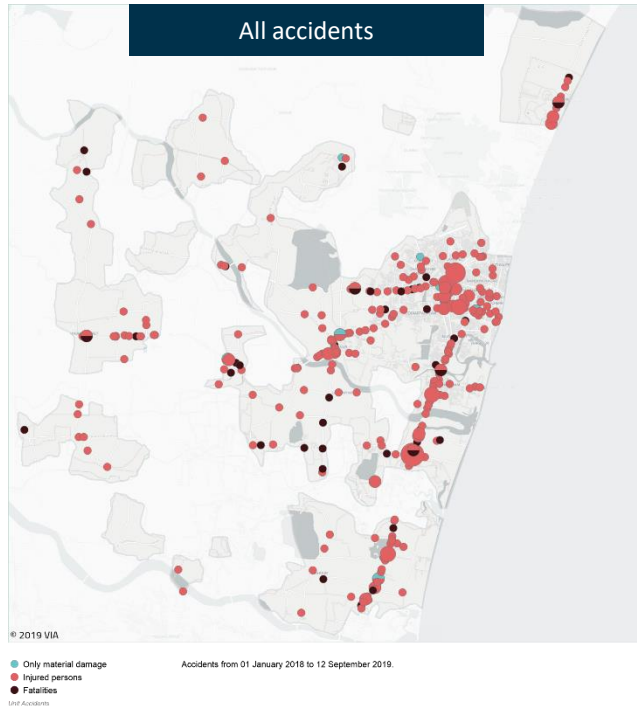 All accidents
© 2019 VIA
Only material damage
Accidents from 01 January 2018 to 12 September 2019.
Injured persons
Fatalities
Unit: Accidents